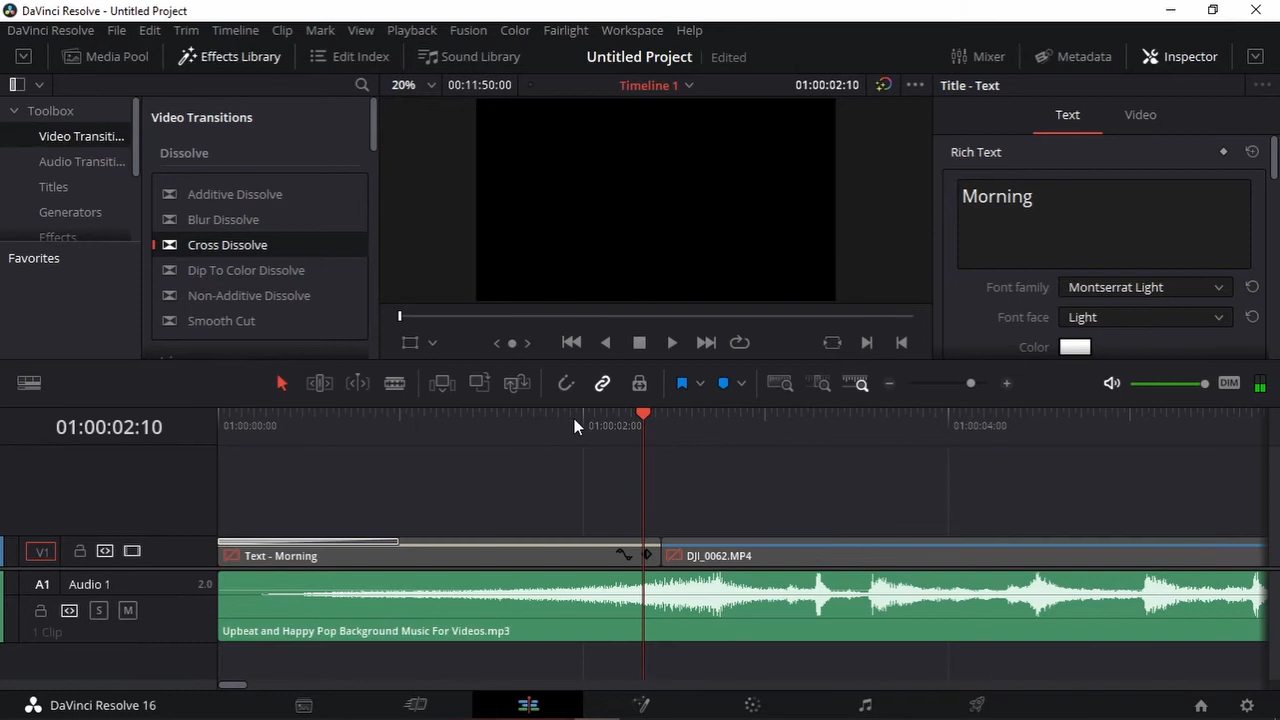 DaVinci Resolve - Untitled Project
DaVinci Resolve File Edit Trim Timeline Clip Mark View Playback Fusion Color Fairlight Workspace Help
Media Pool Effects Library Edit Index Sound Library Untitled Project Edited Mixer Metadata Inspector
20% 00:11:50:00 Timeline 1 01:00:02:10 Title - Text
Toolbox
Video Transiti...
Audio Transiti...
Titles
Generators
Effects
Favorites
Video Transitions
Dissolve
Additive Dissolve
Blur Dissolve
Cross Dissolve
Dip To Color Dissolve
Non-Additive Dissolve
Smooth Cut
Text Video
Rich Text
Morning
Font family Montserrat Light
Font face Light
Color
DIM
01:00:02:10
01:00:00:00 01:00:02:00 01:00:04:00
V1 Text - Morning DJI_0062.MP4
A1 Audio 1 2.0
S M
1 Clip
Upbeat and Happy Pop Background Music For Videos.mp3
DaVinci Resolve 16